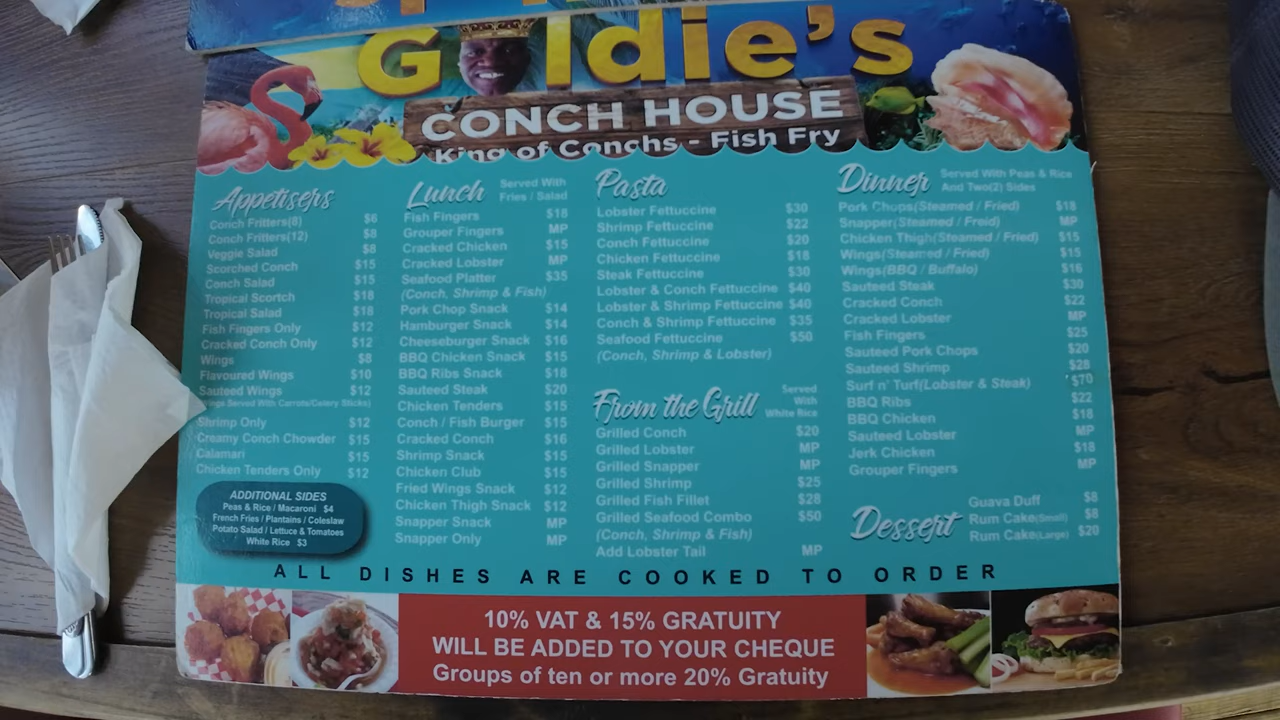 G ldie's
CONCH HOUSE
King of Conchs - Fish Fry
Appetisers
Conch Fritters(6) $6
Conch Fritters(12) $8
Veggie Salad $8
Scorched Conch $15
Conch Salad $15
Tropical Scortch $18
Tropical Salad $18
Fish Fingers Only $12
Cracked Conch Only $12
Wings $8
Flavoured Wings $10
Sauteed Wings $12
Served With Carrots/Celery Sticks)
Shrimp Only $12
Creamy Conch Chowder $15
Calamari $15
Chicken Tenders Only $12
ADDITIONAL SIDES
Peas & Rice / Macaroni $4
French Fries / Plantains / Coleslaw
Potato Salad / Lettuce & Tomatoes
White Rice $3
Lunch Served With
Fries / Salad
Fish Fingers $18
Grouper Fingers MP
Cracked Chicken $15
Cracked Lobster MP
Seafood Platter $35
(Conch, Shrimp & Fish)
Pork Chop Snack $14
Hamburger Snack $14
Cheeseburger Snack $16
BBQ Chicken Snack $15
BBQ Ribs Snack $18
Sauteed Steak $20
Chicken Tenders $15
Conch / Fish Burger $15
Cracked Conch $16
Shrimp Snack $15
Chicken Club $15
Fried Wings Snack $12
Chicken Thigh Snack $12
Snapper Snack MP
Snapper Only MP
Pasta
Lobster Fettuccine $30
Shrimp Fettuccine $22
Conch Fettuccine $20
Chicken Fettuccine $18
Steak Fettuccine $30
Lobster & Conch Fettuccine $40
Lobster & Shrimp Fettuccine $40
Conch & Shrimp Fettuccine $35
Seafood Fettuccine $50
(Conch, Shrimp & Lobster)
From the Grill Served
With
White Rice
Grilled Conch $20
Grilled Lobster MP
Grilled Snapper MP
Grilled Shrimp $25
Grilled Fish Fillet $28
Grilled Seafood Combo $50
(Conch, Shrimp & Fish)
Add Lobster Tail MP
Dinner Served With Peas & Rice
And Two(2) Sides
Pork Chops(Steamed / Fried) $18
Snapper(Steamed / Freid) MP
Chicken Thigh(Steamed / Fried) $15
Wings(Steamed / Fried) $15
Wings(BBQ / Buffalo) $16
Sauteed Steak $30
Cracked Conch $22
Cracked Lobster MP
Fish Fingers $25
Sauteed Pork Chops $20
Sauteed Shrimp $28
Surf n' Turf(Lobster & Steak) $70
BBQ Ribs $22
BBQ Chicken $18
Sauteed Lobster MP
Jerk Chicken $18
Grouper Fingers MP
Dessert
Guava Duff $8
Rum Cake(Small) $8
Rum Cake(Large) $20
ALL DISHES ARE COOKED TO ORDER
10% VAT & 15% GRATUITY
WILL BE ADDED TO YOUR CHEQUE
Groups of ten or more 20% Gratuity